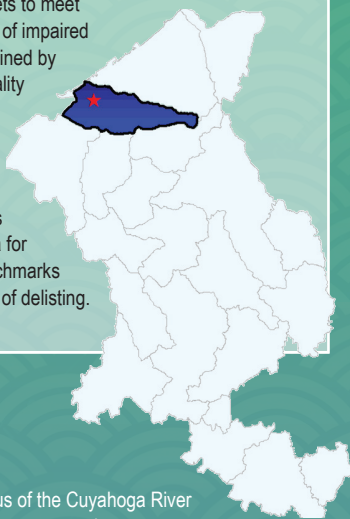 ets to meet
of impaired
ined by
ality
s
a for
chmarks
of delisting.
us of the Cuyahoga River